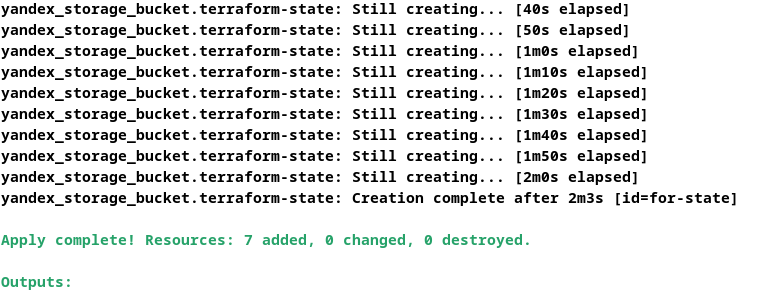 yandex_storage_bucket.terraform-state: Still creating... [40s elapsed]
yandex_storage_bucket.terraform-state: Still creating... [50s elapsed]
yandex_storage_bucket.terraform-state: Still creating... [1m0s elapsed]
yandex_storage_bucket.terraform-state: Still creating... [1m10s elapsed]
yandex_storage_bucket.terraform-state: Still creating... [1m20s elapsed]
yandex_storage_bucket.terraform-state: Still creating... [1m30s elapsed]
yandex_storage_bucket.terraform-state: Still creating... [1m40s elapsed]
yandex_storage_bucket.terraform-state: Still creating... [1m50s elapsed]
yandex_storage_bucket.terraform-state: Still creating... [2m0s elapsed]
yandex_storage_bucket.terraform-state: Creation complete after 2m3s [id=for-state]
Apply complete! Resources: 7 added, 0 changed, 0 destroyed.
Outputs: